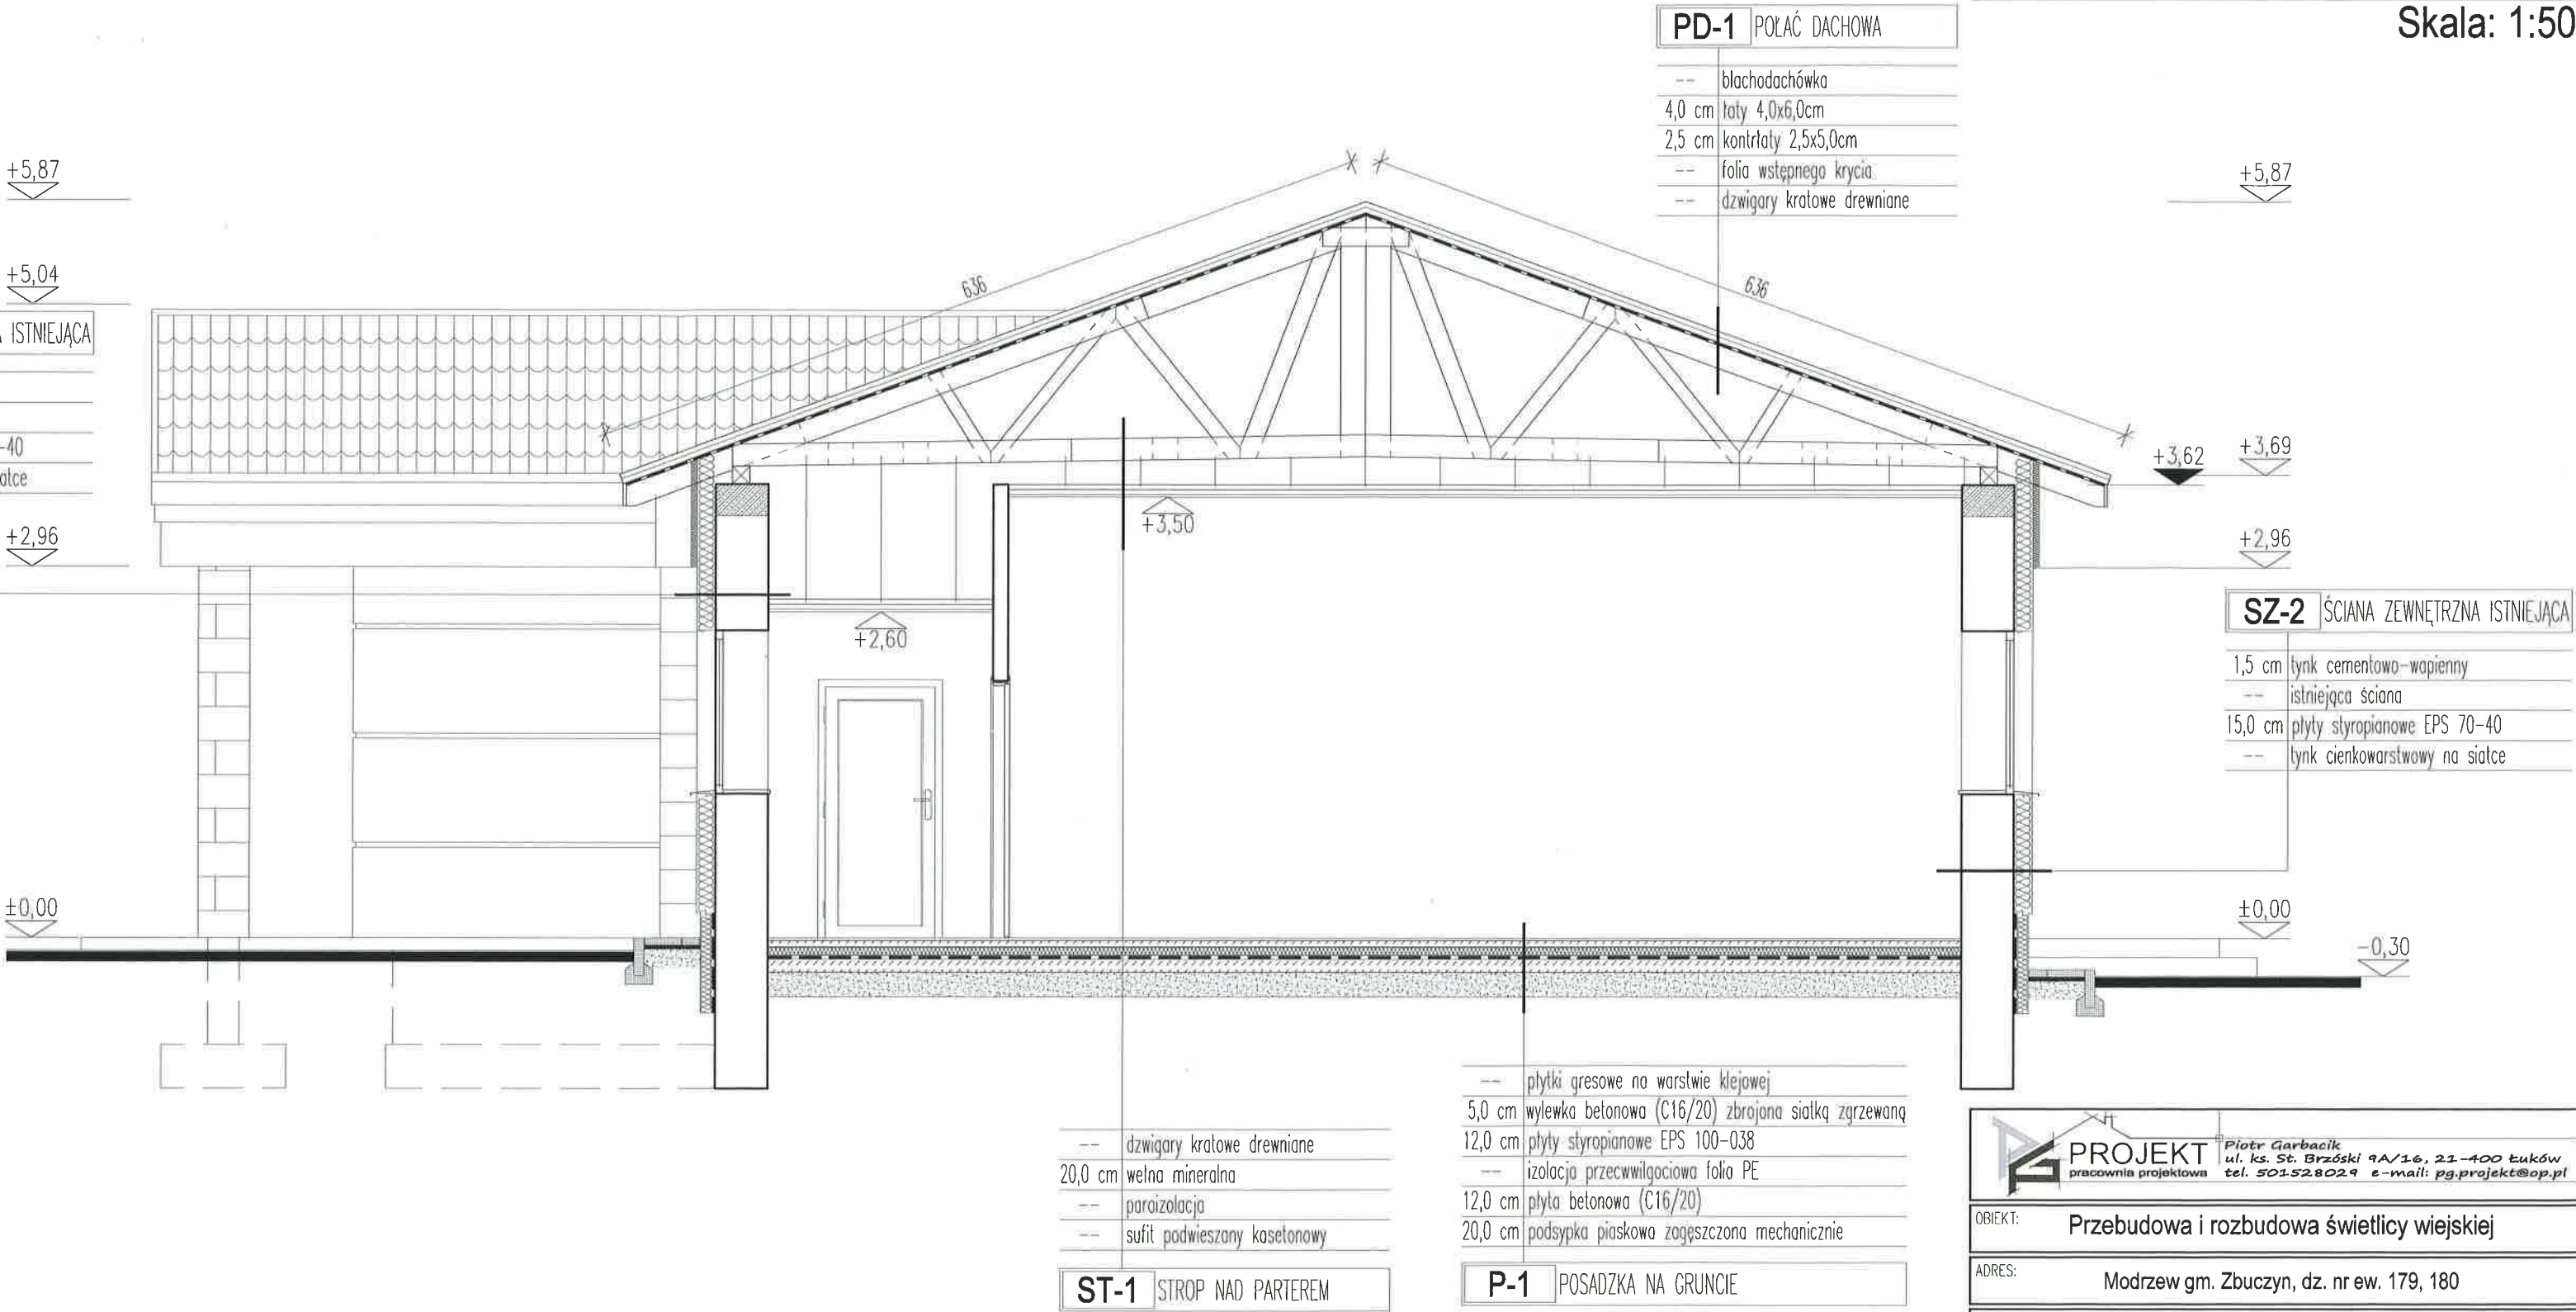 Skala: 1:50
PD-1 POŁAĆ DACHOWA
-- blachodachówka
4,0 cm łaty 4,0x6,0cm
2,5 cm kontrłaty 2,5x5,0cm
-- folia wstępnego krycia
-- dzwigary kratowe drewniane
+5,87
+5,87
+5,04
ISTNIEJĄCA
-40
636
636
+3,62
+3,69
+3,50
+2,96
+2,96
+2,60
SZ-2 ŚCIANA ZEWNĘTRZNA ISTNIEJĄCA
1,5 cm tynk cementowo-wapienny
-- istniejąca ściana
15,0 cm płyty styropianowe EPS 70-40
-- tynk cienkowarstwowy na siatce
±0,00
±0,00
-0,30
-- dzwigary kratowe drewniane
20,0 cm wełna mineralna
-- paroizolacja
-- sufit podwieszany kasetonowy
ST-1 STROP NAD PARTEREM
-- płytki gresowe na warstwie klejowej
5,0 cm wylewka betonowa (C16/20) zbrojona siatką zgrzewaną
12,0 cm płyty styropianowe EPS 100-038
-- izolacja przecwwilgociowa folia PE
12,0 cm płyta betonowa (C16/20)
20,0 cm podsypka piaskowa zagęszczona mechanicznie
P-1 POSADZKA NA GRUNCIE
PROJEKT
pracownia projektowa
Piotr Garbacik
ul. ks. St. Brzóski 9A/16, 21-400 Łuków
tel. 501528029 e-mail: pg.projekt@op.pl
OBIEKT: Przebudowa i rozbudowa świetlicy wiejskiej
ADRES: Modrzew gm. Zbuczyn, dz. nr ew. 179, 180